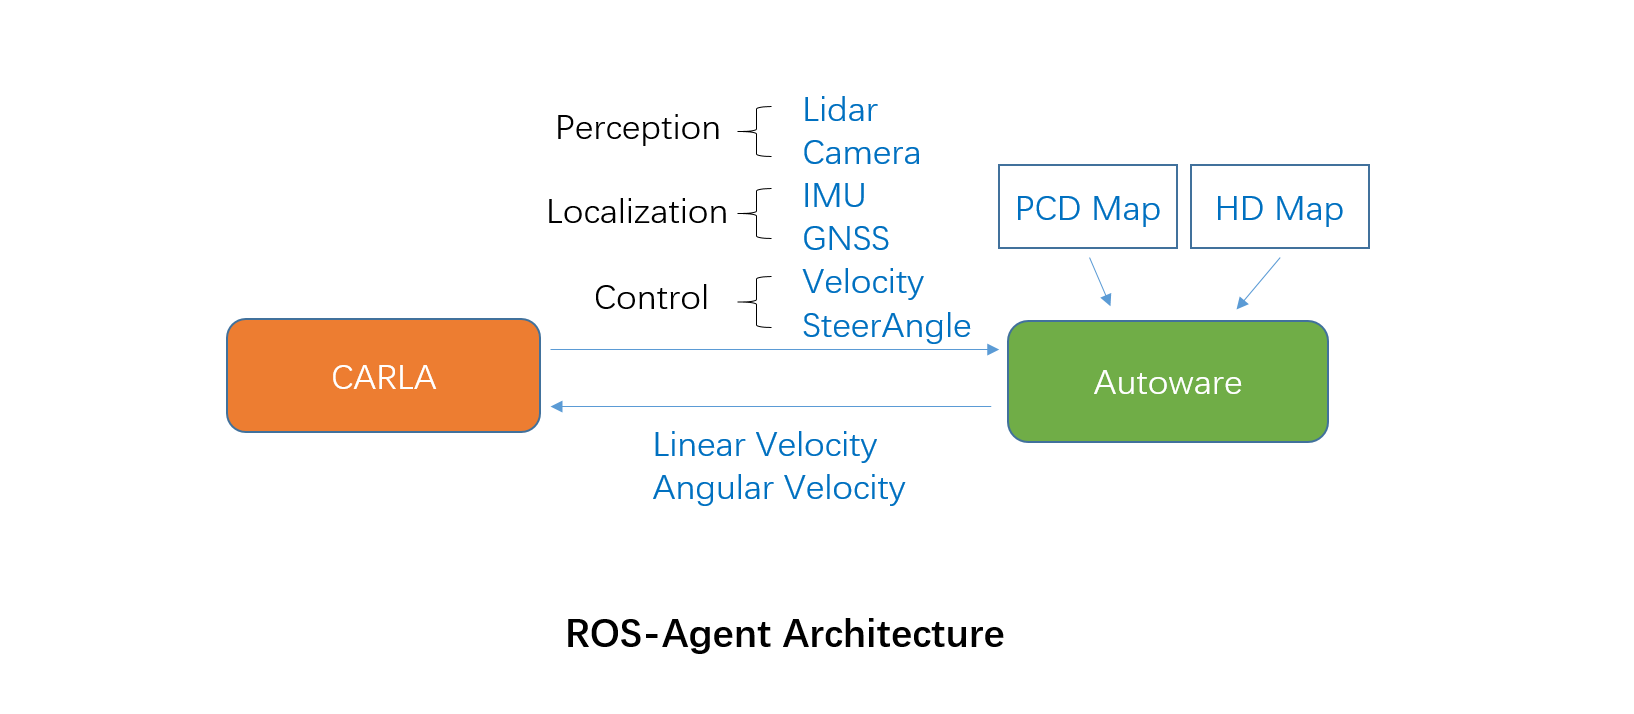 Perception
Lidar
Camera
Localization
IMU
GNSS
Control
Velocity
SteerAngle
PCD Map
HD Map
CARLA
Autoware
Linear Velocity
Angular Velocity
ROS-Agent Architecture